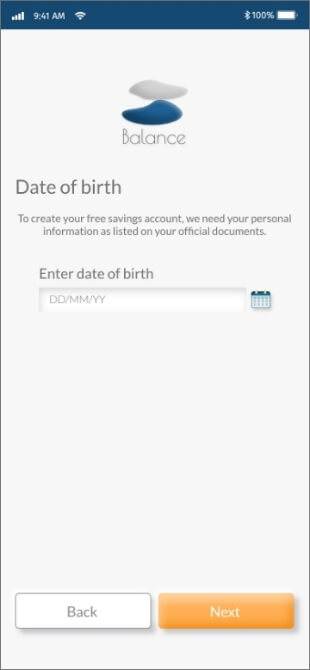 9:41 AM 100%
Balance
Date of birth
To create your free savings account, we need your personal
information as listed on your official documents.
Enter date of birth
DD/MM/YY
Back Next